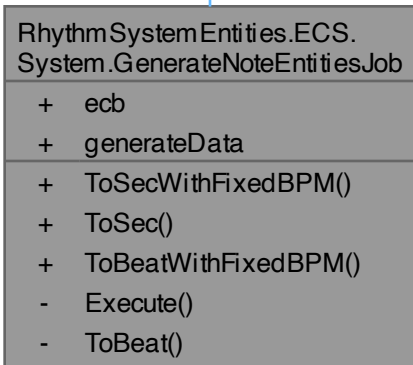 RhythmSystemEntities.ECS.
System.GenerateNoteEntitiesJob
+ ecb
+ generateData
+ ToSecWithFixedBPM()
+ ToSec()
+ ToBeatWithFixedBPM()
- Execute()
- ToBeat()